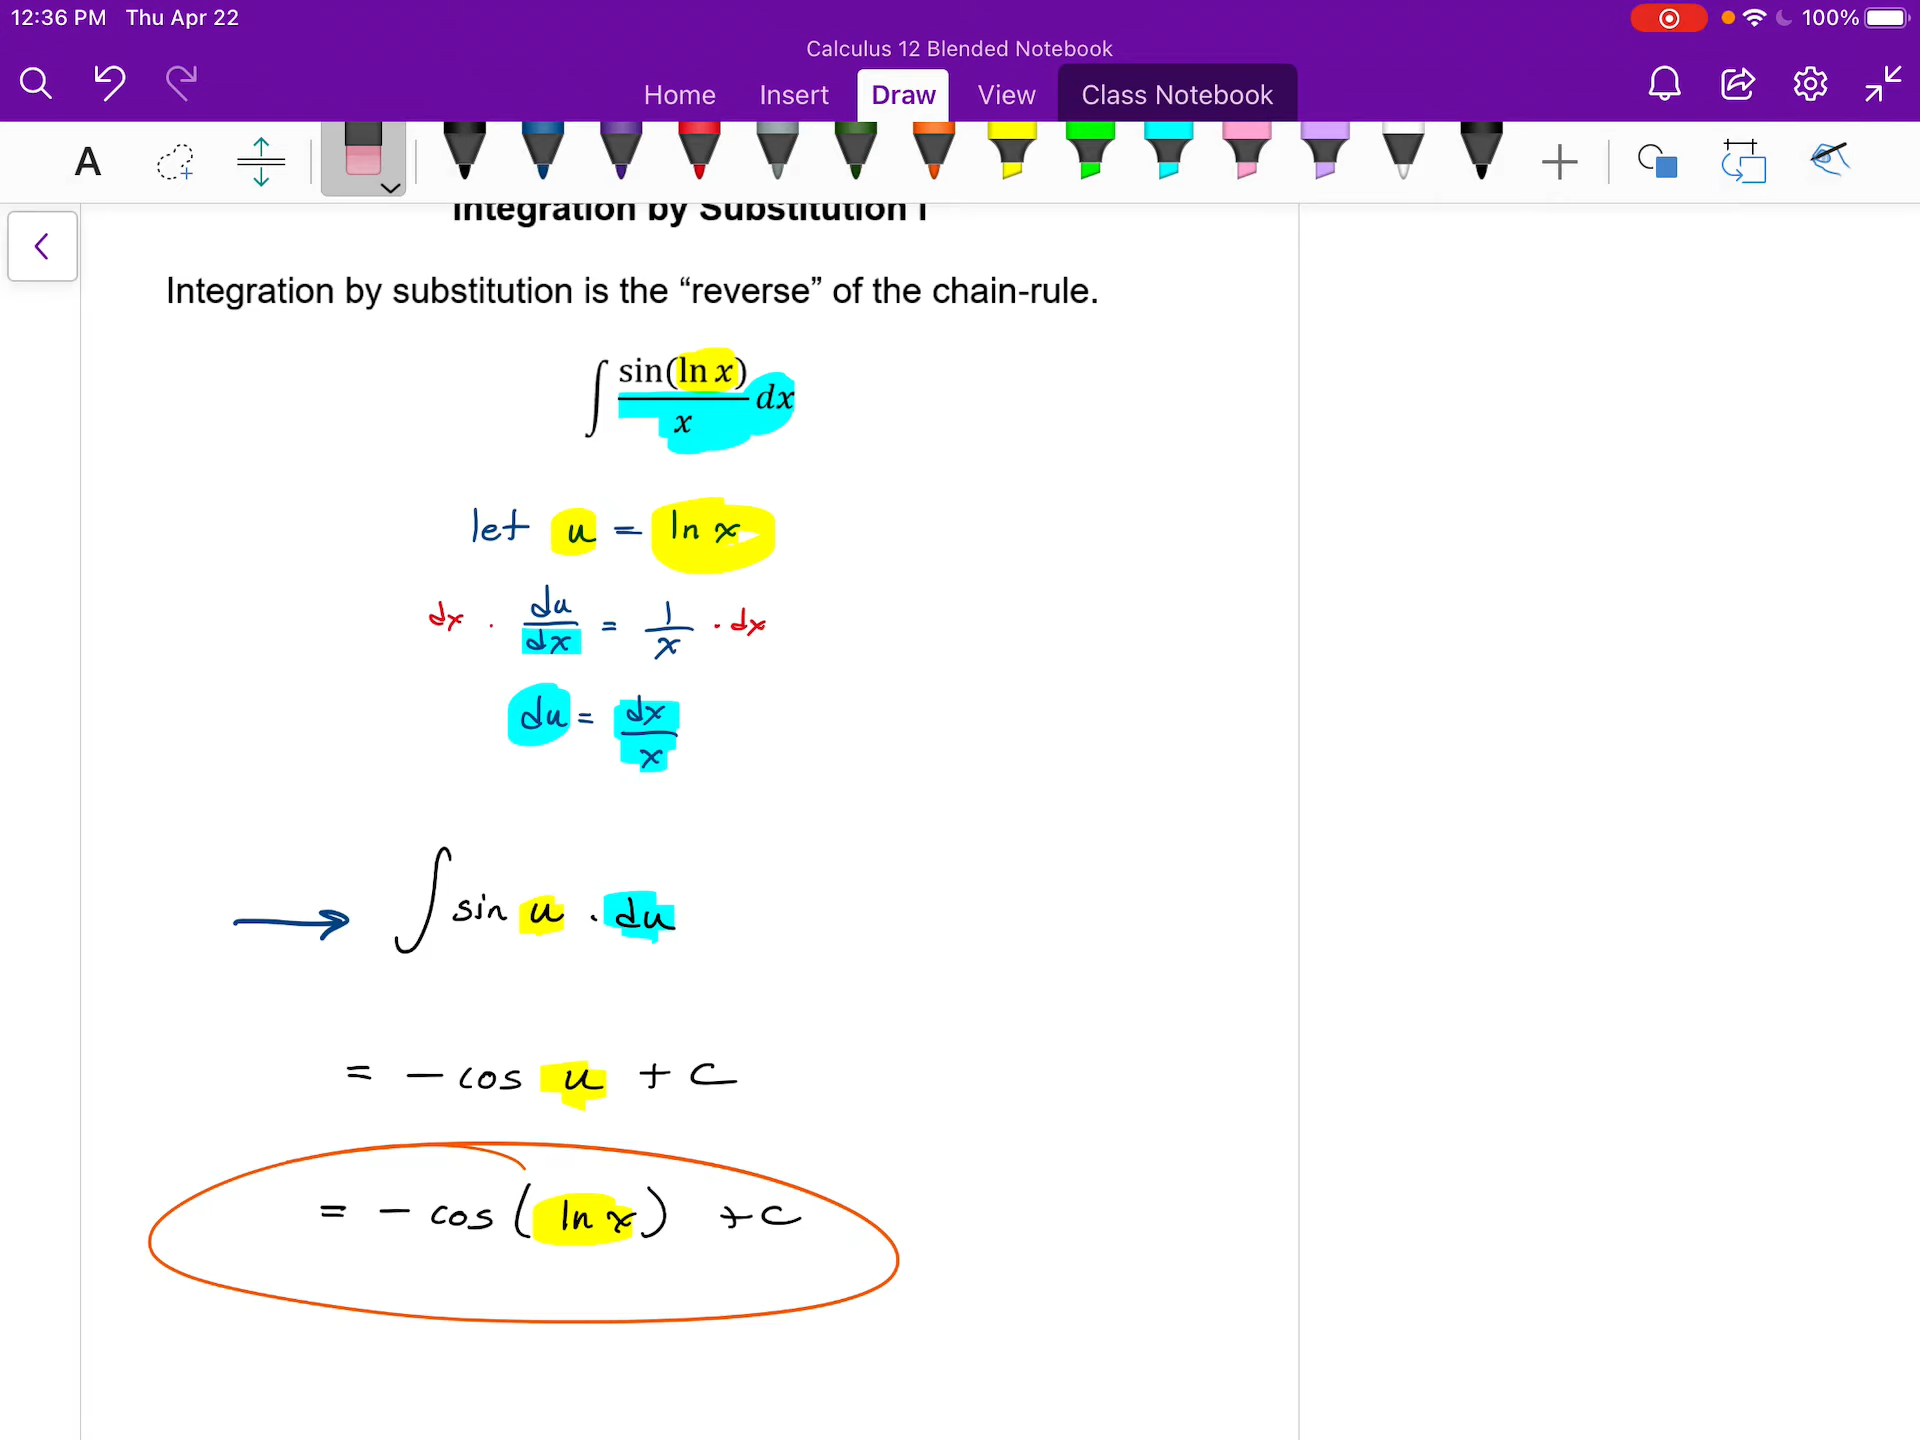 12:36 PM Thu Apr 22 100%
Calculus 12 Blended Notebook
Home Insert Draw View Class Notebook
A
Integration by Substitution I
Integration by substitution is the “reverse” of the chain-rule.
∫ sin(ln x)/x dx
let u = ln x
dx · du/dx = 1/x · dx
du = dx/x
→ ∫ sin u · du
= − cos u + c
= − cos (ln x) + c